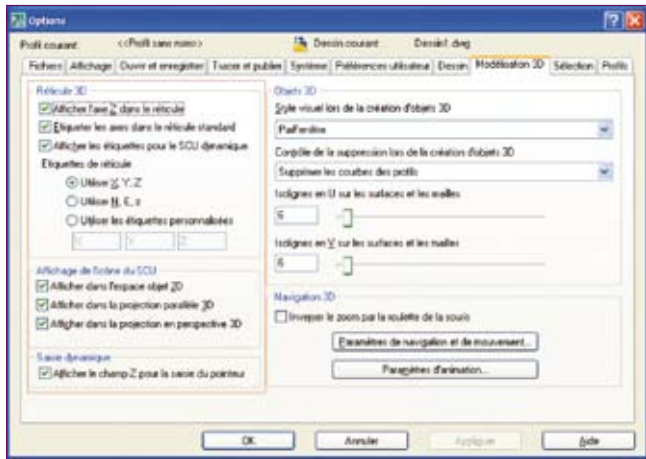 Options
Profil courant: <<Profil sans nom>> Dessin courant: Dessin1.dwg
Fichiers Affichage Ouvrir et enregistrer Tracer et publier Système Préférences utilisateur Dessin Modélisation 3D Sélection Profils
Réticule 3D
Afficher l'axe Z dans le réticule
Etiqueter les axes dans le réticule standard
Afficher les étiquettes pour le SCU dynamique
Etiquettes de réticule
Utiliser X, Y, Z
Utiliser N, E, z
Utiliser les étiquettes personnalisées
X Y Z
Affichage de l'icône du SCU
Afficher dans l'espace objet 2D
Afficher dans la projection parallèle 3D
Afficher dans la projection en perspective 3D
Saisie dynamique
Afficher le champ Z pour la saisie du pointeur
Objets 3D
Style visuel lors de la création d'objets 3D
ParFenêtre
Contrôle de la suppression lors de la création d'objets 3D
Supprimer les courbes des profils
Isolignes en U sur les surfaces et les mailles
6
Isolignes en V sur les surfaces et les mailles
6
Navigation 3D
Inverser le zoom par la roulette de la souris
Paramètres de navigation et de mouvement...
Paramètres d'animation...
OK Annuler Appliquer Aide